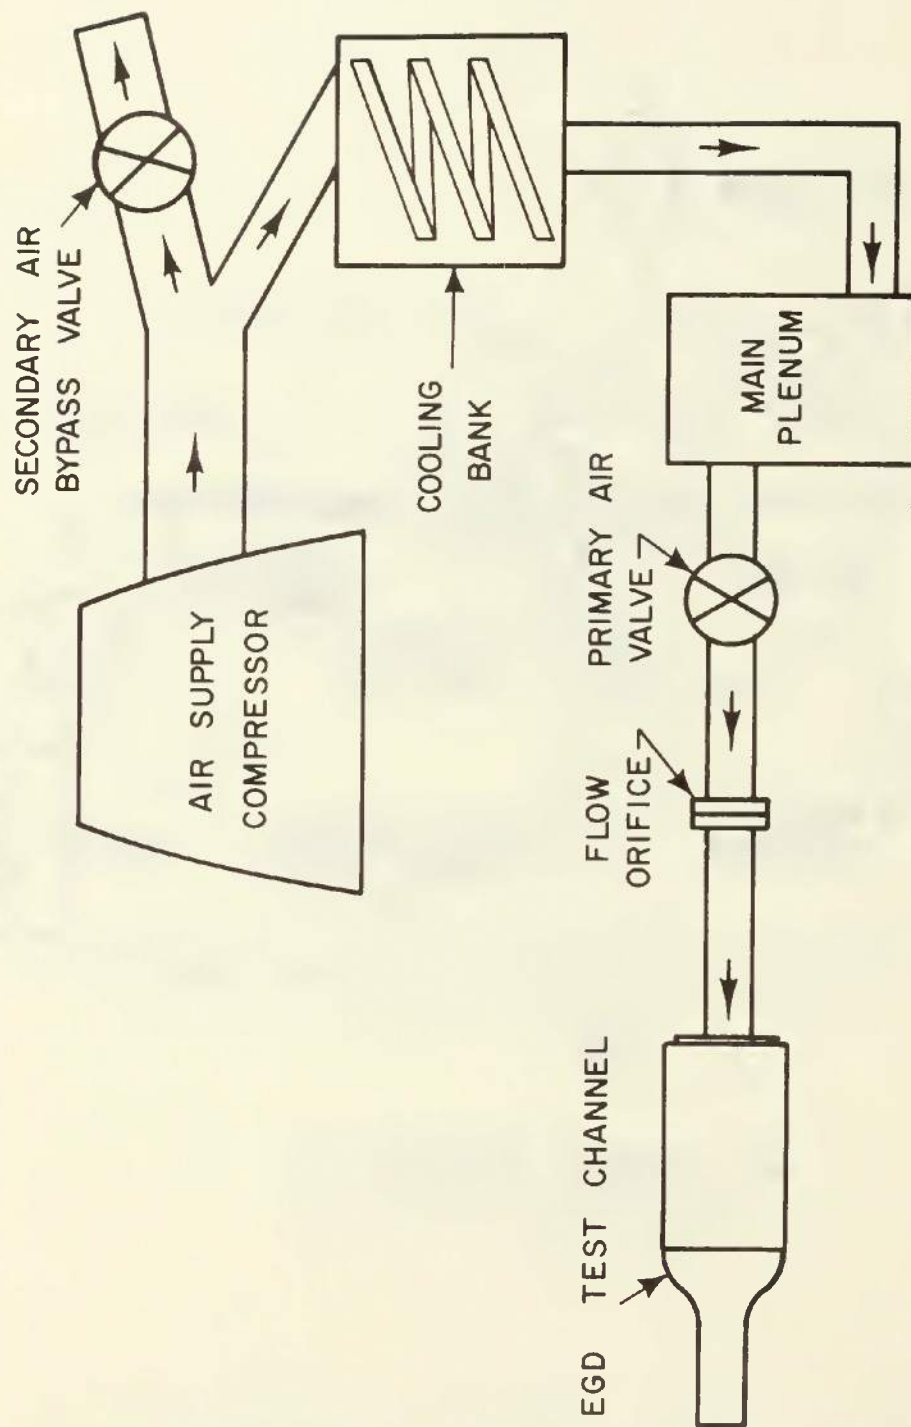 SECONDARY AIR
BYPASS VALVE
AIR SUPPLY
COMPRESSOR
COOLING
BANK
MAIN
PLENUM
PRIMARY AIR
VALVE
FLOW
ORIFICE
EGD TEST CHANNEL